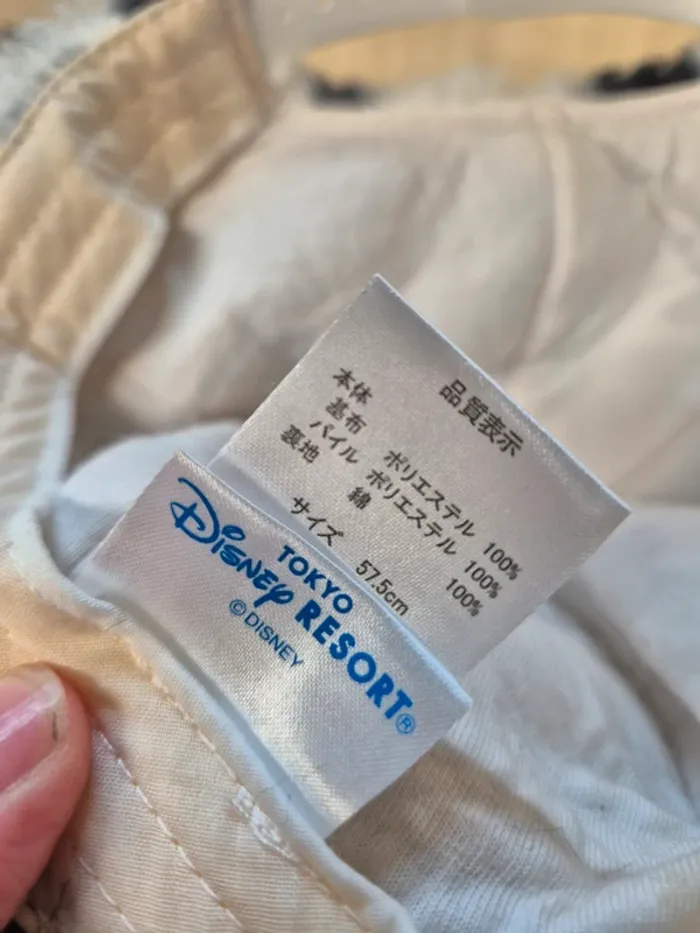 品質表示
本体
基布 ポリエステル 100%
パイル ポリエステル 100%
裏地 綿 100%
サイズ 57.5cm
TOKYO
Disney RESORT®
© DISNEY